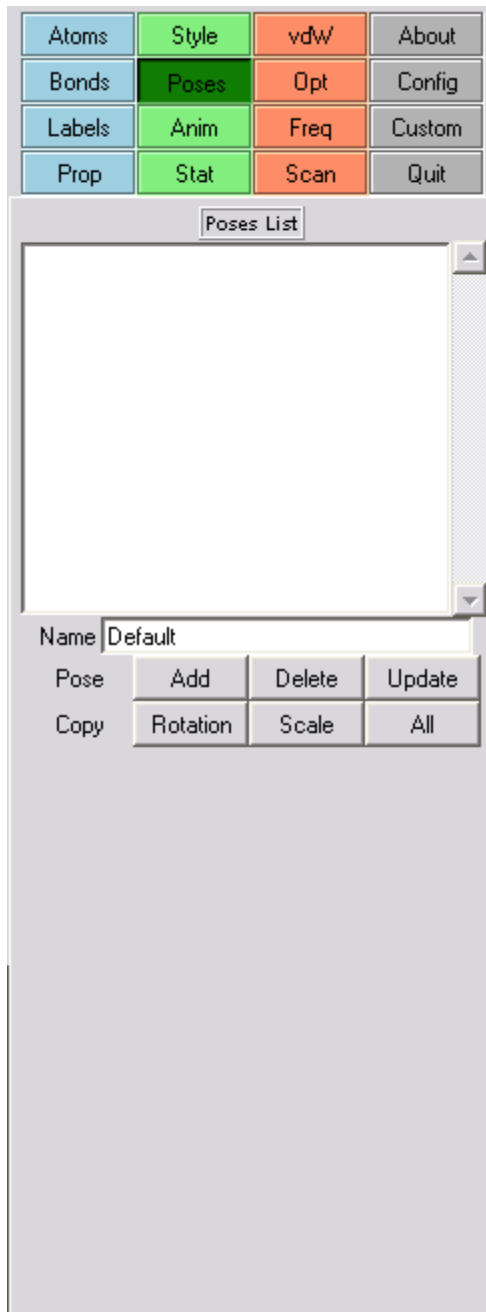 Atoms Style vdW About
Bonds Poses Opt Config
Labels Anim Freq Custom
Prop Stat Scan Quit
Poses List
Name Default
Pose Add Delete Update
Copy Rotation Scale All